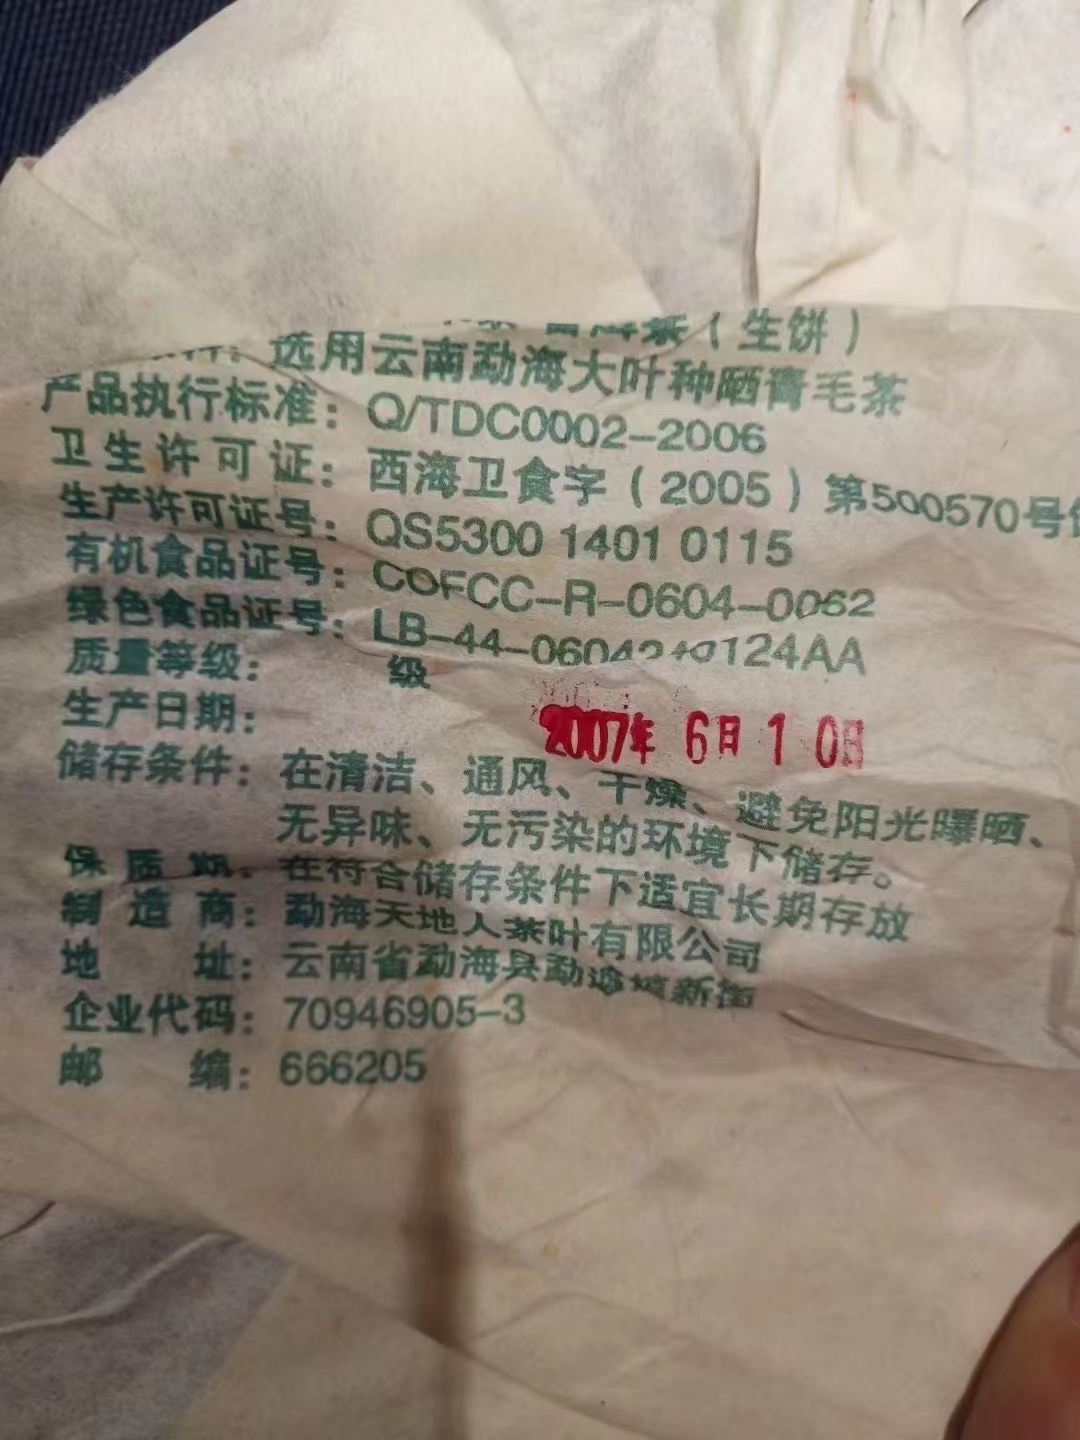 （生饼）
选用云南勐海大叶种晒青毛茶
产品执行标准：Q/TDC0002-2006
卫生许可证：西海卫食字（2005）第500570号
生产许可证号：QS5300 1401 0115
有机食品证号：COFCC-R-0604-0062
绿色食品证号：LB-44-0604210124AA
质量等级： 级
生产日期： 2007年 6月 1 0日
储存条件：在清洁、通风、干燥、避免阳光曝晒、
无异味、无污染的环境下储存。
保质期：在符合储存条件下适宜长期存放
制造商：勐海天地人茶叶有限公司
地址：云南省勐海县勐遮镇新街
企业代码：70946905-3
邮编：666205